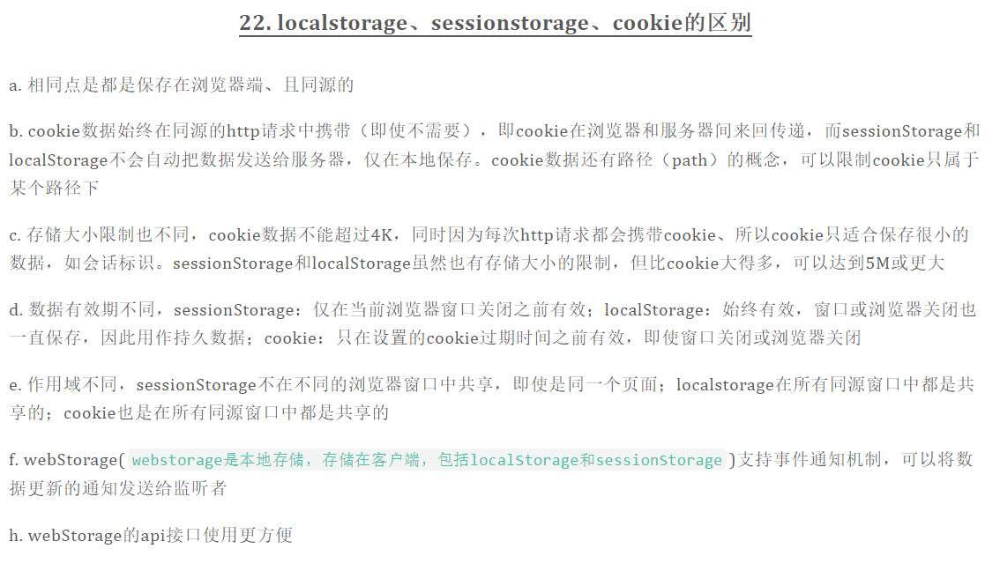 22. localstorage、sessionstorage、cookie的区别
a. 相同点是都是保存在浏览器端、且同源的
b. cookie数据始终在同源的http请求中携带（即使不需要），即cookie在浏览器和服务器间来回传递，而sessionStorage和
localStorage不会自动把数据发送给服务器，仅在本地保存。cookie数据还有路径（path）的概念，可以限制cookie只属于
某个路径下
c. 存储大小限制也不同，cookie数据不能超过4K，同时因为每次http请求都会携带cookie、所以cookie只适合保存很小的
数据，如会话标识。sessionStorage和localStorage虽然也有存储大小的限制，但比cookie大得多，可以达到5M或更大
d. 数据有效期不同，sessionStorage：仅在当前浏览器窗口关闭之前有效；localStorage：始终有效，窗口或浏览器关闭也
一直保存，因此用作持久数据；cookie：只在设置的cookie过期时间之前有效，即使窗口关闭或浏览器关闭
e. 作用域不同，sessionStorage不在不同的浏览器窗口中共享，即使是同一个页面；localstorage在所有同源窗口中都是共
享的；cookie也是在所有同源窗口中都是共享的
f. webStorage(webstorage是本地存储，存储在客户端，包括localStorage和sessionStorage)支持事件通知机制，可以将数
据更新的通知发送给监听者
h. webStorage的api接口使用更方便